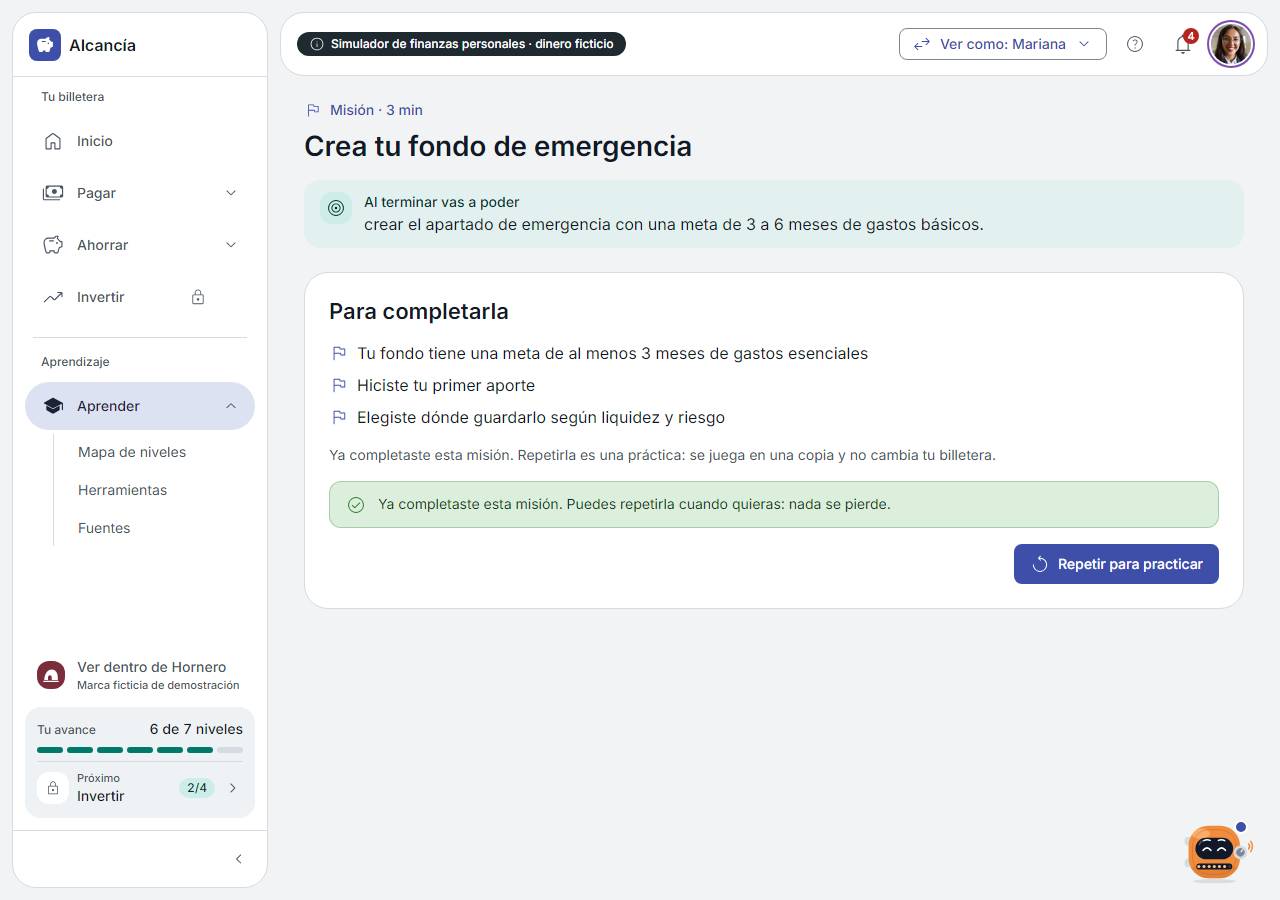 Alcancía
Tu billetera
Inicio
Pagar
Ahorrar
Invertir
Aprendizaje
Aprender
Mapa de niveles
Herramientas
Fuentes
Ver dentro de Hornero
Marca ficticia de demostración
Tu avance 6 de 7 niveles
Próximo
Invertir 2/4
Simulador de finanzas personales · dinero ficticio
Ver como: Mariana
4
Misión · 3 min
Crea tu fondo de emergencia
Al terminar vas a poder
crear el apartado de emergencia con una meta de 3 a 6 meses de gastos básicos.
Para completarla
Tu fondo tiene una meta de al menos 3 meses de gastos esenciales
Hiciste tu primer aporte
Elegiste dónde guardarlo según liquidez y riesgo
Ya completaste esta misión. Repetirla es una práctica: se juega en una copia y no cambia tu billetera.
Ya completaste esta misión. Puedes repetirla cuando quieras: nada se pierde.
Repetir para practicar